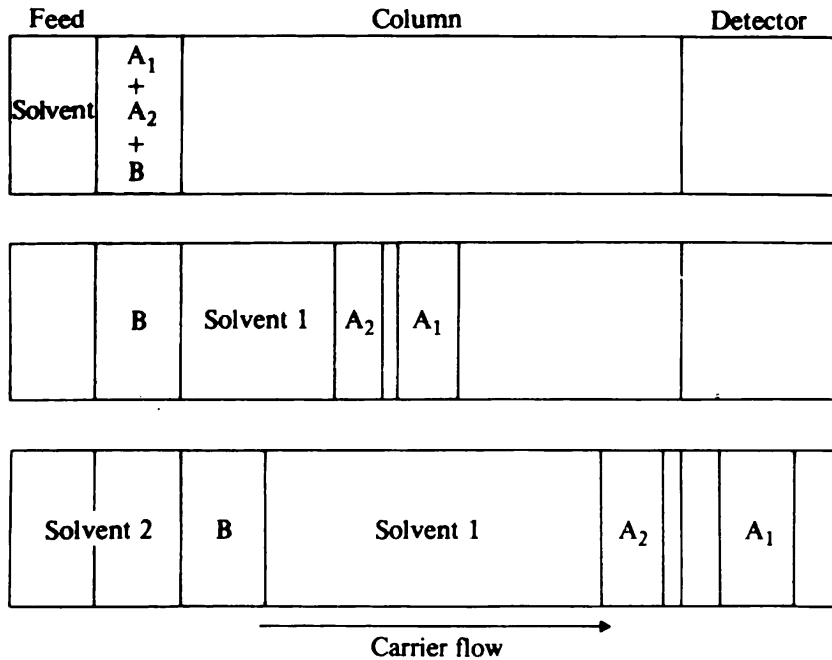 Feed Column Detector
Solvent
A₁
+
A₂
+
B
B Solvent 1 A₂ A₁
Solvent 2 B Solvent 1 A₂ A₁
Carrier flow